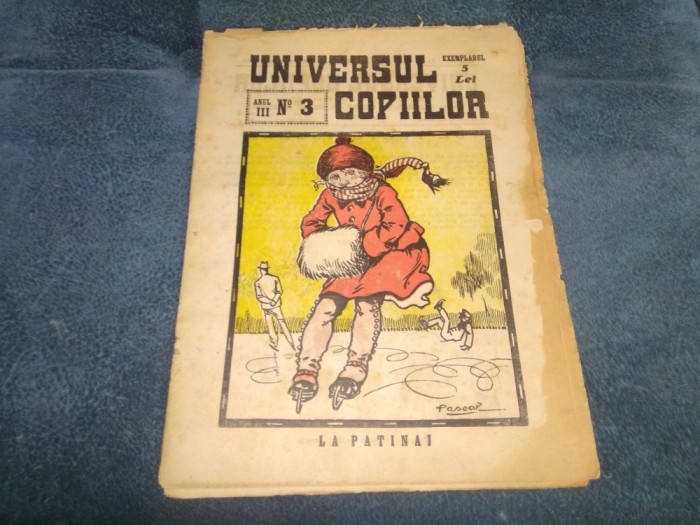 UNIVERSUL
EXEMPLARUL
5
Lei
ANUL
III
Nº 3
COPIILOR
Pascal
LA PATINAJ